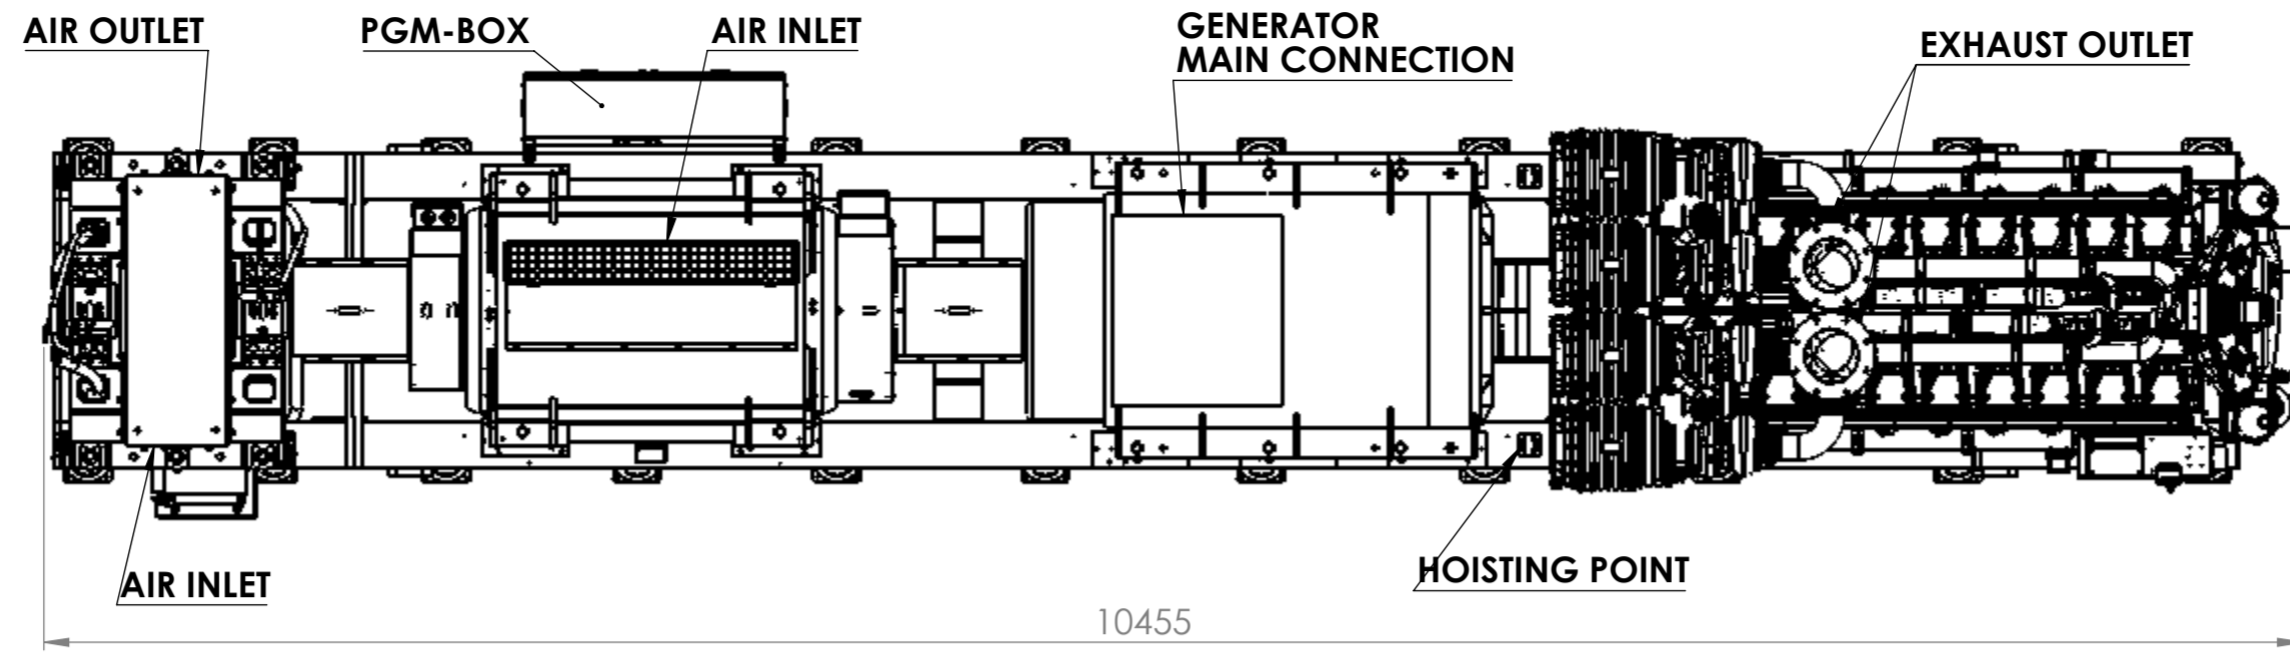 AIR OUTLET
PGM-BOX
AIR INLET
GENERATOR
MAIN CONNECTION
EXHAUST OUTLET
AIR INLET
HOISTING POINT
10455